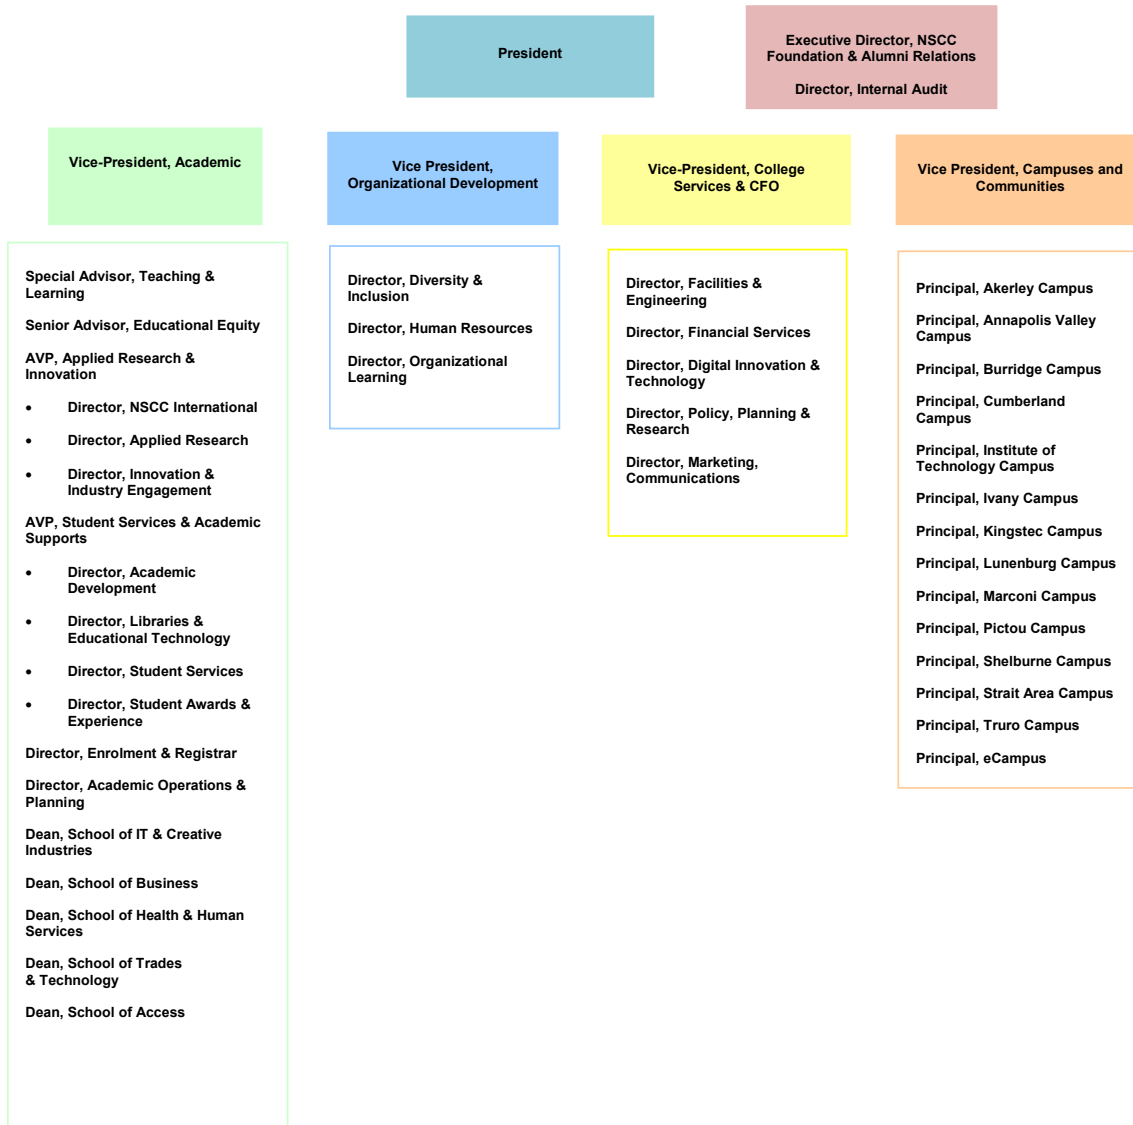 President
Executive Director, NSCC
Foundation & Alumni Relations
Director, Internal Audit
Vice-President, Academic
Vice President,
Organizational Development
Vice-President, College
Services & CFO
Vice President, Campuses and
Communities
Special Advisor, Teaching &
Learning
Senior Advisor, Educational Equity
AVP, Applied Research &
Innovation
• Director, NSCC International
• Director, Applied Research
• Director, Innovation &
Industry Engagement
AVP, Student Services & Academic
Supports
• Director, Academic
Development
• Director, Libraries &
Educational Technology
• Director, Student Services
• Director, Student Awards &
Experience
Director, Enrolment & Registrar
Director, Academic Operations &
Planning
Dean, School of IT & Creative
Industries
Dean, School of Business
Dean, School of Health & Human
Services
Dean, School of Trades
& Technology
Dean, School of Access
Director, Diversity &
Inclusion
Director, Human Resources
Director, Organizational
Learning
Director, Facilities &
Engineering
Director, Financial Services
Director, Digital Innovation &
Technology
Director, Policy, Planning &
Research
Director, Marketing,
Communications
Principal, Akerley Campus
Principal, Annapolis Valley
Campus
Principal, Burridge Campus
Principal, Cumberland
Campus
Principal, Institute of
Technology Campus
Principal, Ivany Campus
Principal, Kingstec Campus
Principal, Lunenburg Campus
Principal, Marconi Campus
Principal, Pictou Campus
Principal, Shelburne Campus
Principal, Strait Area Campus
Principal, Truro Campus
Principal, eCampus